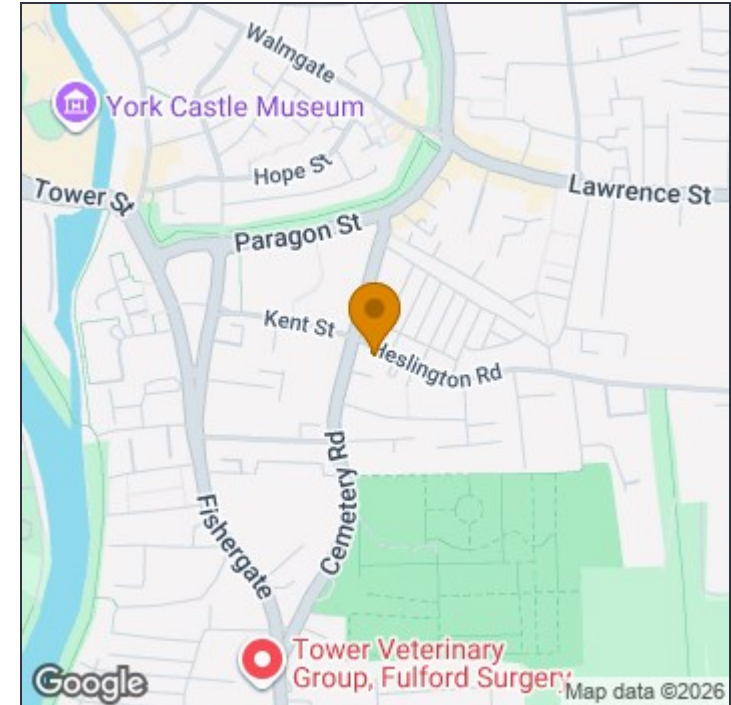 Walmgate
York Castle Museum
Hope St
Tower St
Lawrence St
Paragon St
Kent St
Heslington Rd
Cemetery Rd
Fishergate
Tower Veterinary
Group, Fulford Surgery
Google
Map data ©2026